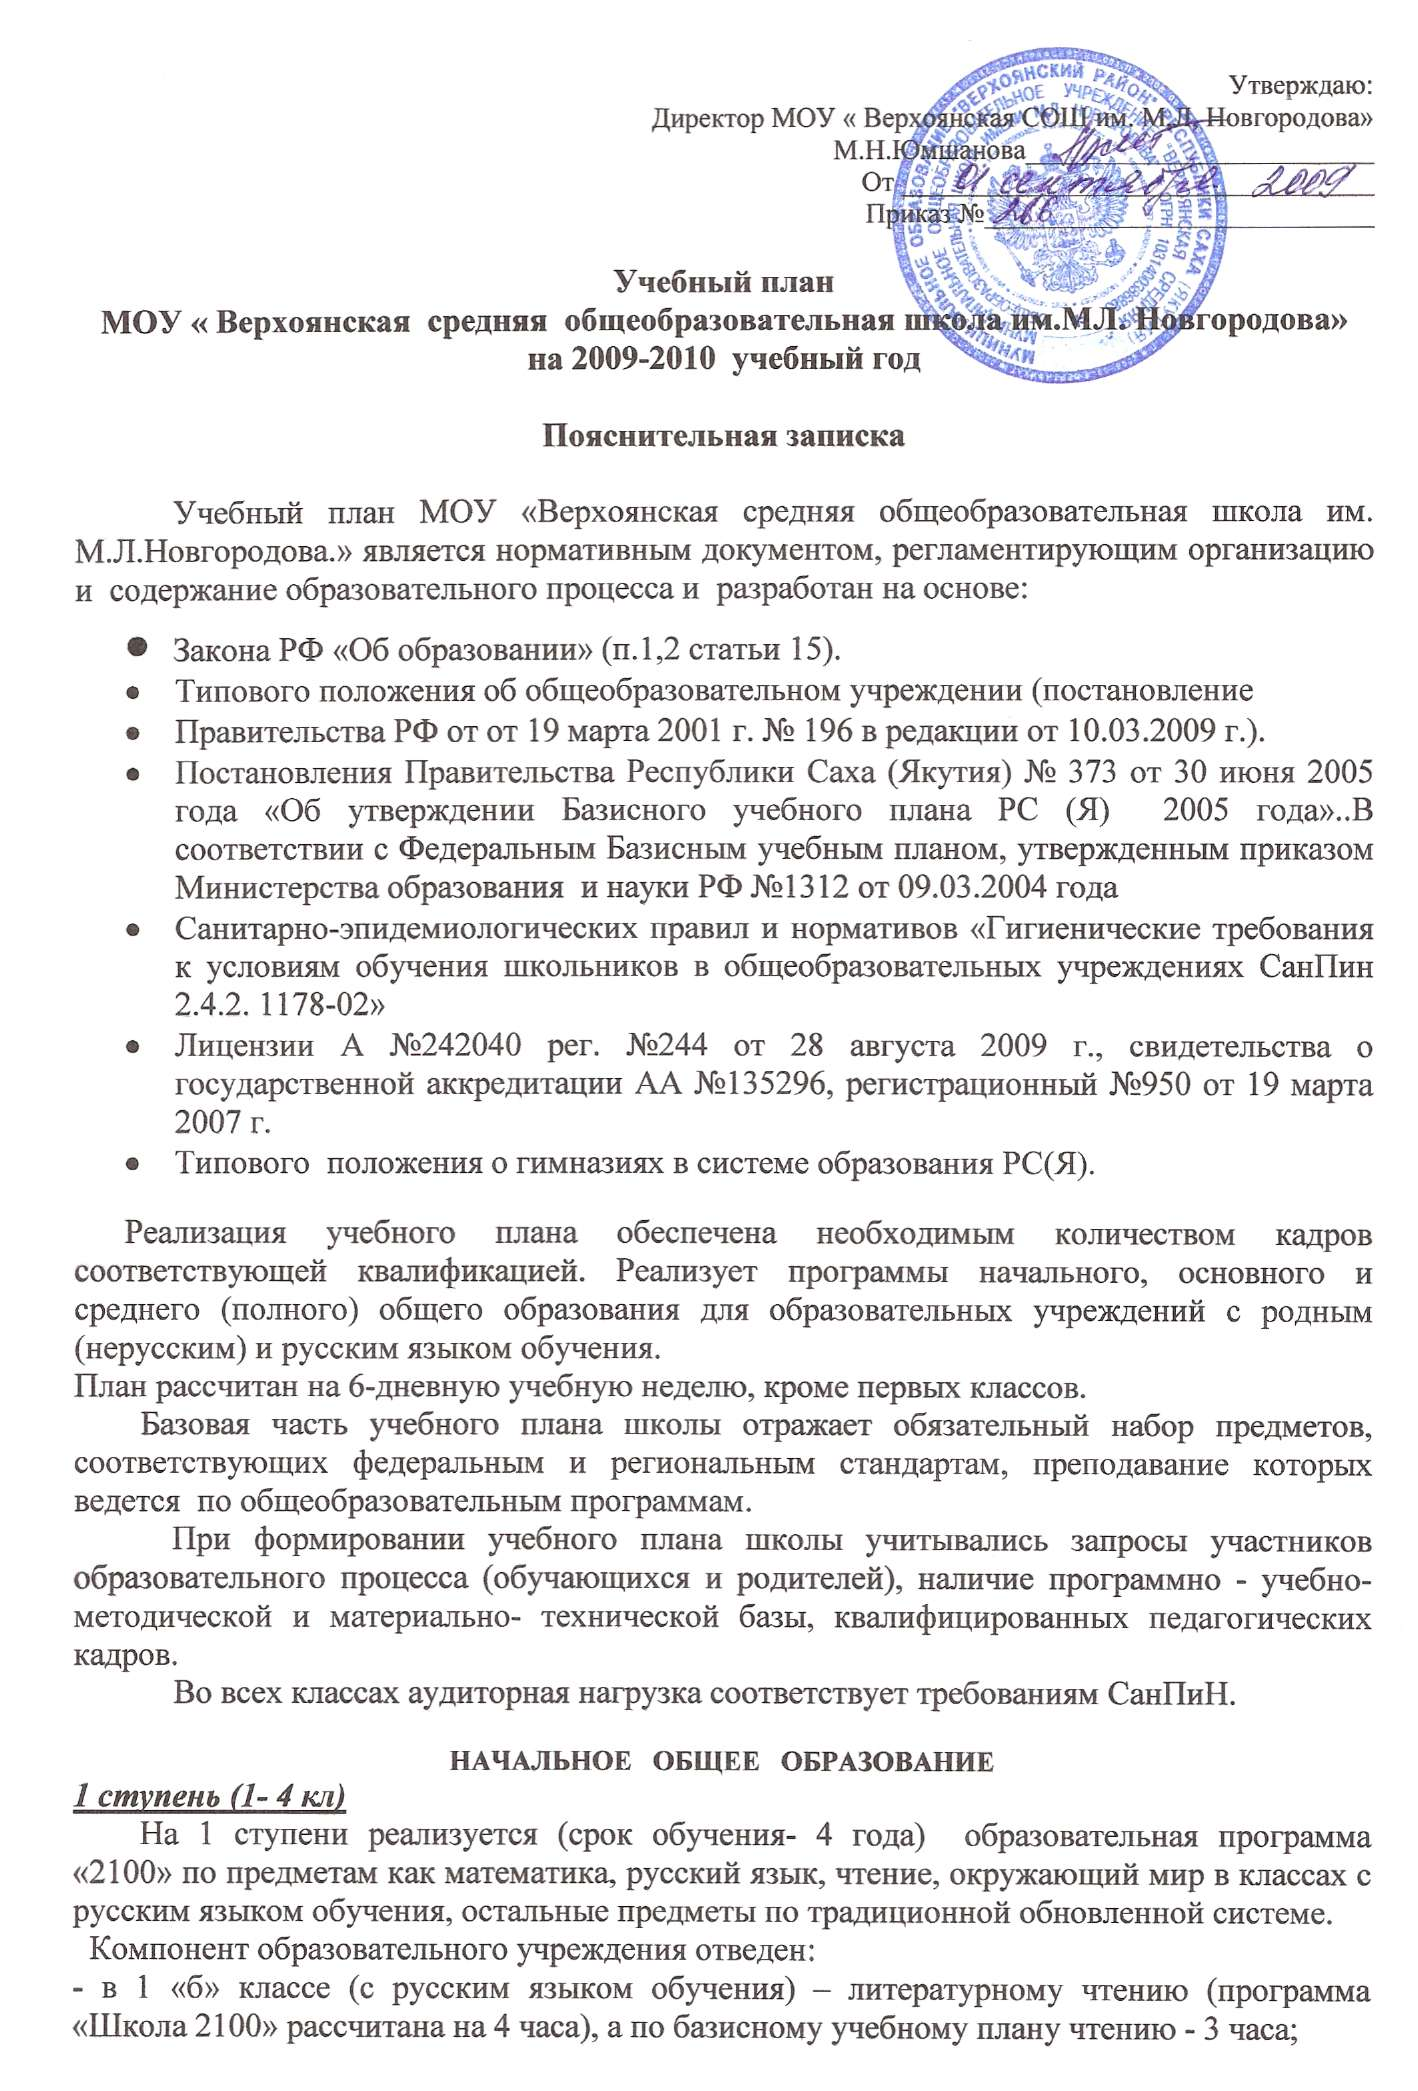 Утверждаю:
Директор МОУ « Верхоянская СОШ им. М.Л. Новгородова»
М.Н.Юмшанова
От 01 сентября 2009
Приказ № 266
Учебный план
МОУ « Верхоянская средняя общеобразовательная школа им.МЛ. Новгородова»
на 2009-2010 учебный год
Пояснительная записка
Учебный план МОУ «Верхоянская средняя общеобразовательная школа им.
М.Л.Новгородова.» является нормативным документом, регламентирующим организацию
и содержание образовательного процесса и разработан на основе:
• Закона РФ «Об образовании» (п.1,2 статьи 15).
• Типового положения об общеобразовательном учреждении (постановление
• Правительства РФ от от 19 марта 2001 г. № 196 в редакции от 10.03.2009 г.).
• Постановления Правительства Республики Саха (Якутия) № 373 от 30 июня 2005
года «Об утверждении Базисного учебного плана РС (Я) 2005 года»..В
соответствии с Федеральным Базисным учебным планом, утвержденным приказом
Министерства образования и науки РФ №1312 от 09.03.2004 года
• Санитарно-эпидемиологических правил и нормативов «Гигиенические требования
к условиям обучения школьников в общеобразовательных учреждениях СанПин
2.4.2. 1178-02»
• Лицензии А №242040 рег. №244 от 28 августа 2009 г., свидетельства о
государственной аккредитации АА №135296, регистрационный №950 от 19 марта
2007 г.
• Типового положения о гимназиях в системе образования РС(Я).
Реализация учебного плана обеспечена необходимым количеством кадров
соответствующей квалификацией. Реализует программы начального, основного и
среднего (полного) общего образования для образовательных учреждений с родным
(нерусским) и русским языком обучения.
План рассчитан на 6-дневную учебную неделю, кроме первых классов.
Базовая часть учебного плана школы отражает обязательный набор предметов,
соответствующих федеральным и региональным стандартам, преподавание которых
ведется по общеобразовательным программам.
При формировании учебного плана школы учитывались запросы участников
образовательного процесса (обучающихся и родителей), наличие программно - учебно-
методической и материально- технической базы, квалифицированных педагогических
кадров.
Во всех классах аудиторная нагрузка соответствует требованиям СанПиН.
НАЧАЛЬНОЕ ОБЩЕЕ ОБРАЗОВАНИЕ
1 ступень (1- 4 кл)
На 1 ступени реализуется (срок обучения- 4 года) образовательная программа
«2100» по предметам как математика, русский язык, чтение, окружающий мир в классах с
русским языком обучения, остальные предметы по традиционной обновленной системе.
Компонент образовательного учреждения отведен:
- в 1 «б» классе (с русским языком обучения) – литературному чтению (программа
«Школа 2100» рассчитана на 4 часа), а по базисному учебному плану чтению - 3 часа;